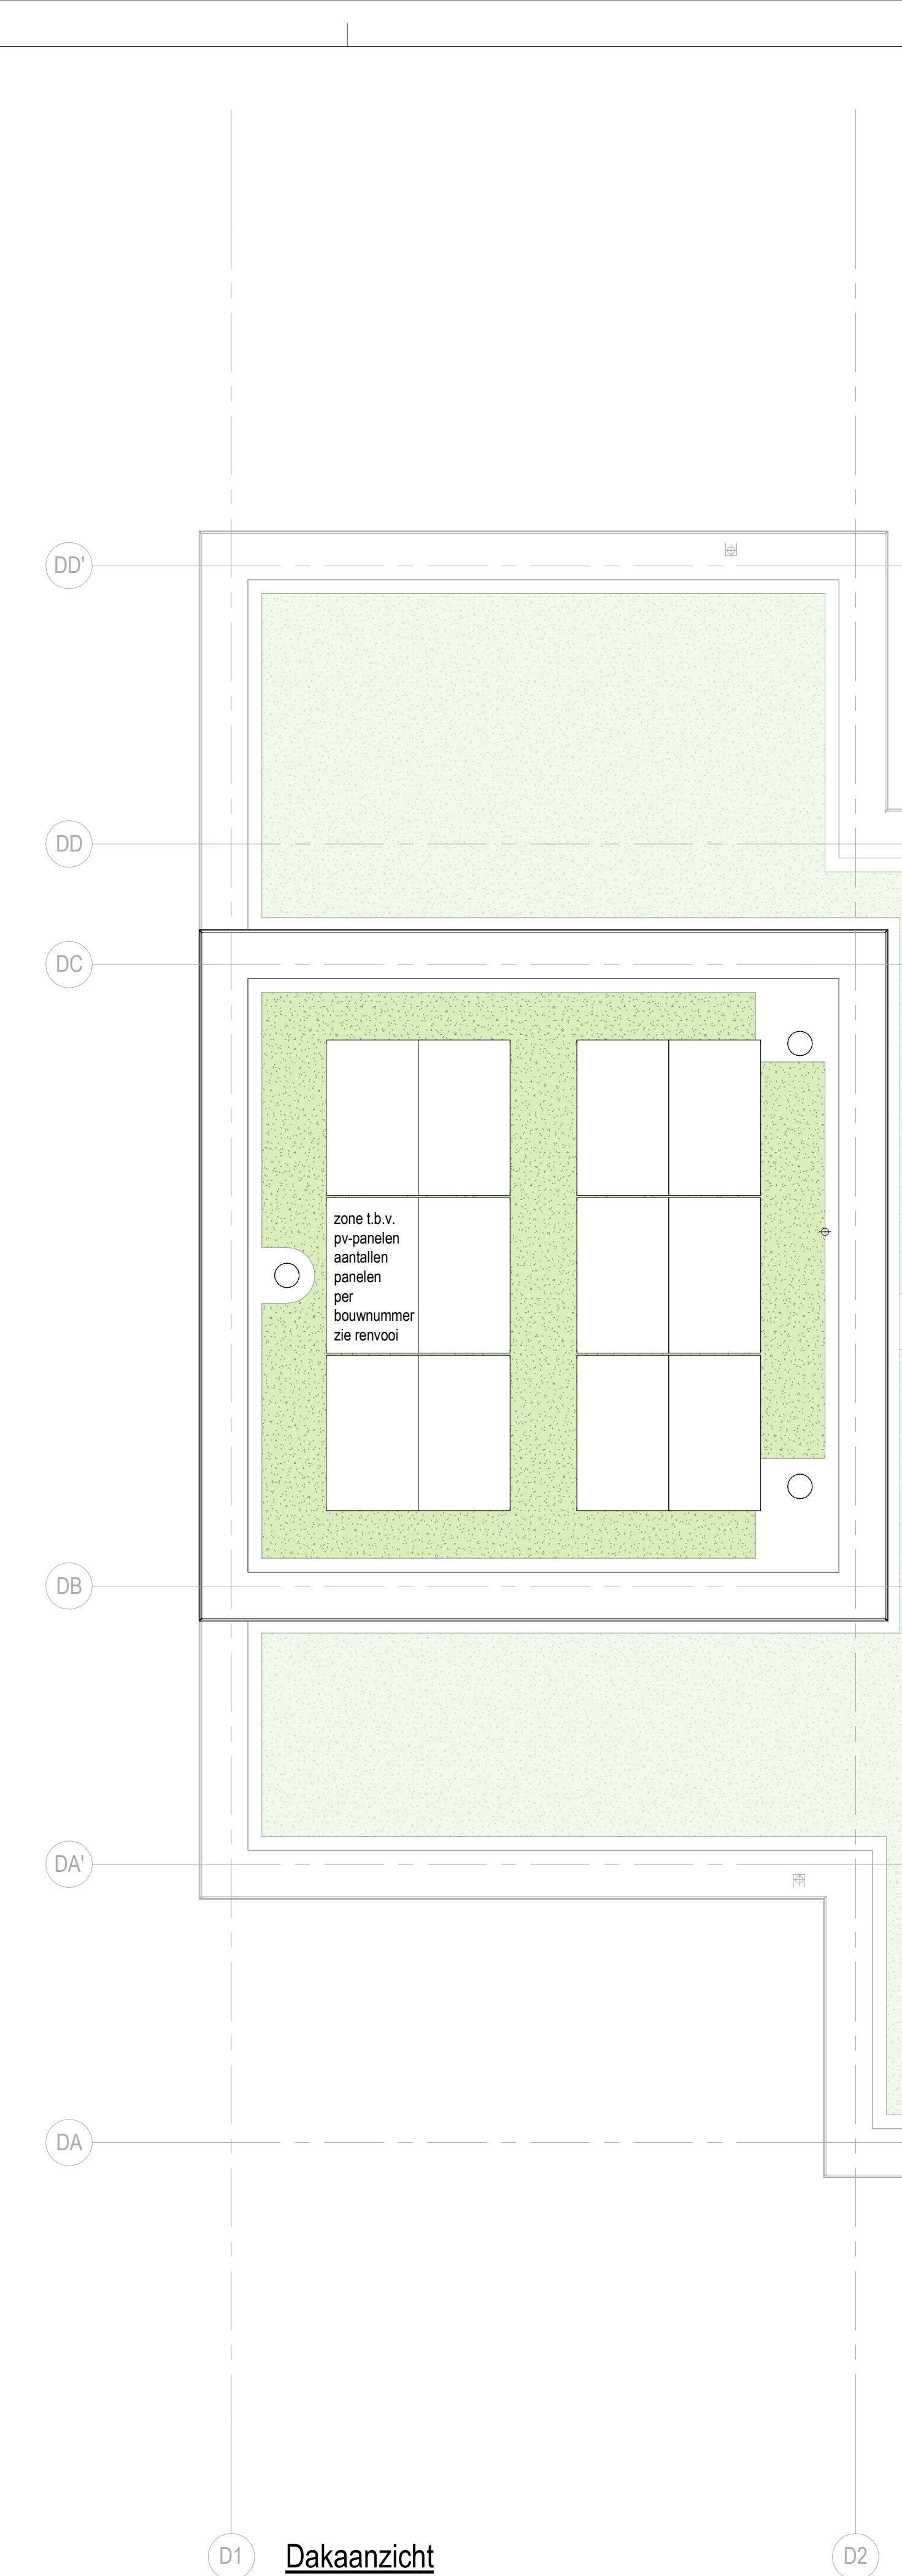 DD'
DD
DC
zone t.b.v.
pv-panelen
aantallen
panelen
per
bouwnummer
zie renvooi
DB
DA'
DA
D1
Dakaanzicht
D2